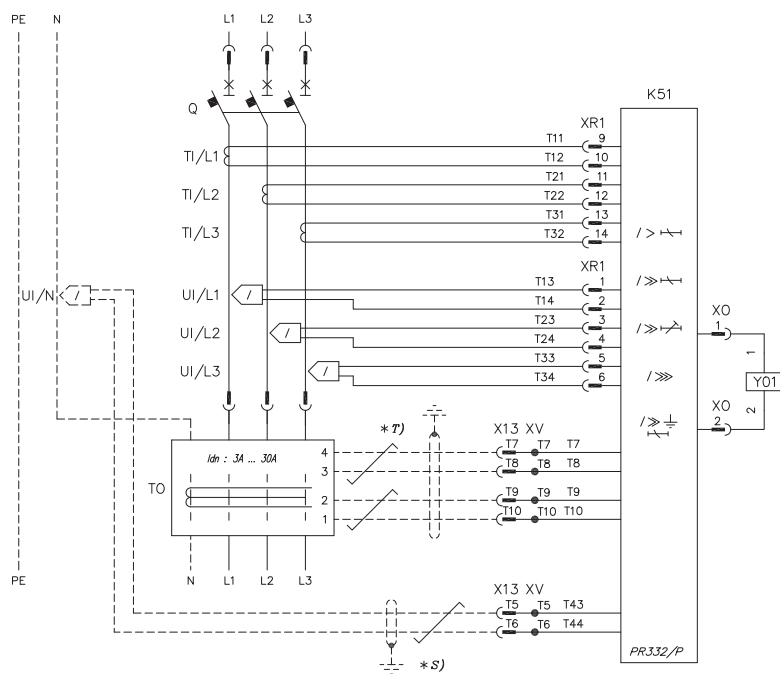 PE N L1 L2 L3
K51
Q
XR1
T11 9
TI/L1 T12 10
T21 11
TI/L2 T22 12
T31 13
TI/L3 T32 14
XR1
UI/N UI/L1 T13 1
T14 2
XO
1
UI/L2 T23 3
T24 4
1
UI/L3 T33 5
T34 6
Y01
2
XO
2
*T) X13 XV
Idn : 3A ... 30A 4 T7 T7 T7
3 T8 T8 T8
TO
2 T9 T9 T9
1 T10 T10 T10
PE N L1 L2 L3
X13 XV
T5 T5 T43
T6 T6 T44
*S) PR332/P